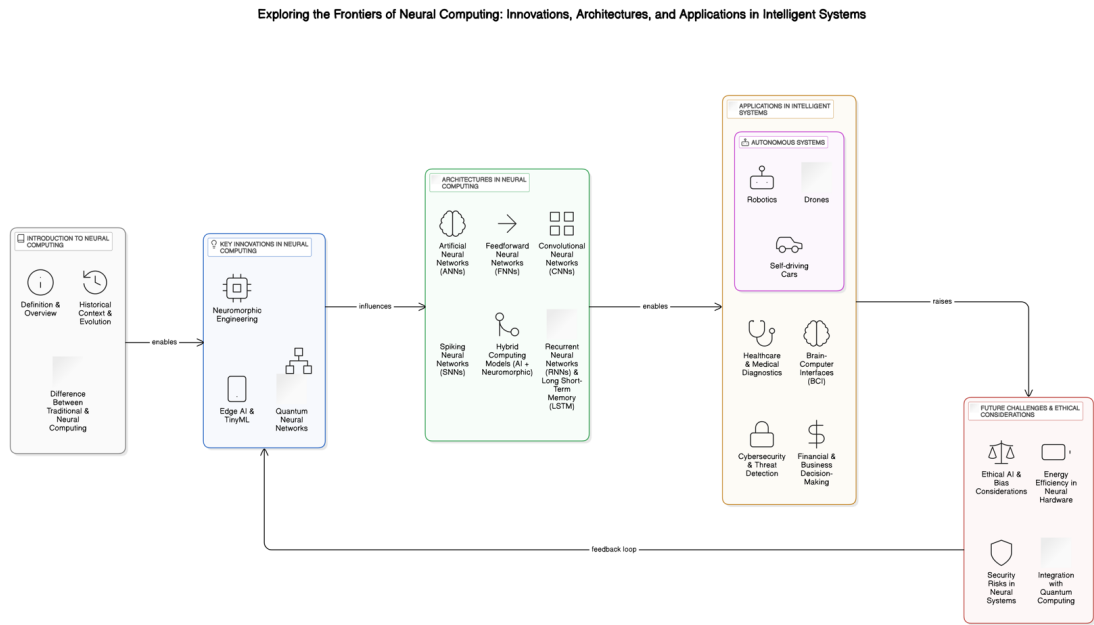 Exploring the Frontiers of Neural Computing: Innovations, Architectures, and Applications in Intelligent Systems
INTRODUCTION TO NEURAL
COMPUTING
Definition &
Overview
Historical
Context &
Evolution
Difference
Between
Traditional &
Neural
Computing
enables
KEY INNOVATIONS IN NEURAL
COMPUTING
Neuromorphic
Engineering
Edge AI &
TinyML
Quantum
Neural
Networks
influences
ARCHITECTURES IN NEURAL
COMPUTING
Artificial
Neural
Networks
(ANNs)
Feedforward
Neural
Networks
(FNNs)
Convolutional
Neural
Networks
(CNNs)
Spiking
Neural
Networks
(SNNs)
Hybrid
Computing
Models (AI +
Neuromorphic)
Recurrent
Neural
Networks
(RNNs) &
Long Short-
Term
Memory
(LSTM)
enables
APPLICATIONS IN INTELLIGENT
SYSTEMS
AUTONOMOUS SYSTEMS
Robotics
Drones
Self-driving
Cars
Healthcare
& Medical
Diagnostics
Brain-
Computer
Interfaces
(BCI)
Cybersecurity
& Threat
Detection
Financial &
Business
Decision-
Making
raises
FUTURE CHALLENGES & ETHICAL
CONSIDERATIONS
Ethical AI &
Bias
Considerations
Energy
Efficiency in
Neural
Hardware
Security
Risks in
Neural
Systems
Integration
with
Quantum
Computing
feedback loop